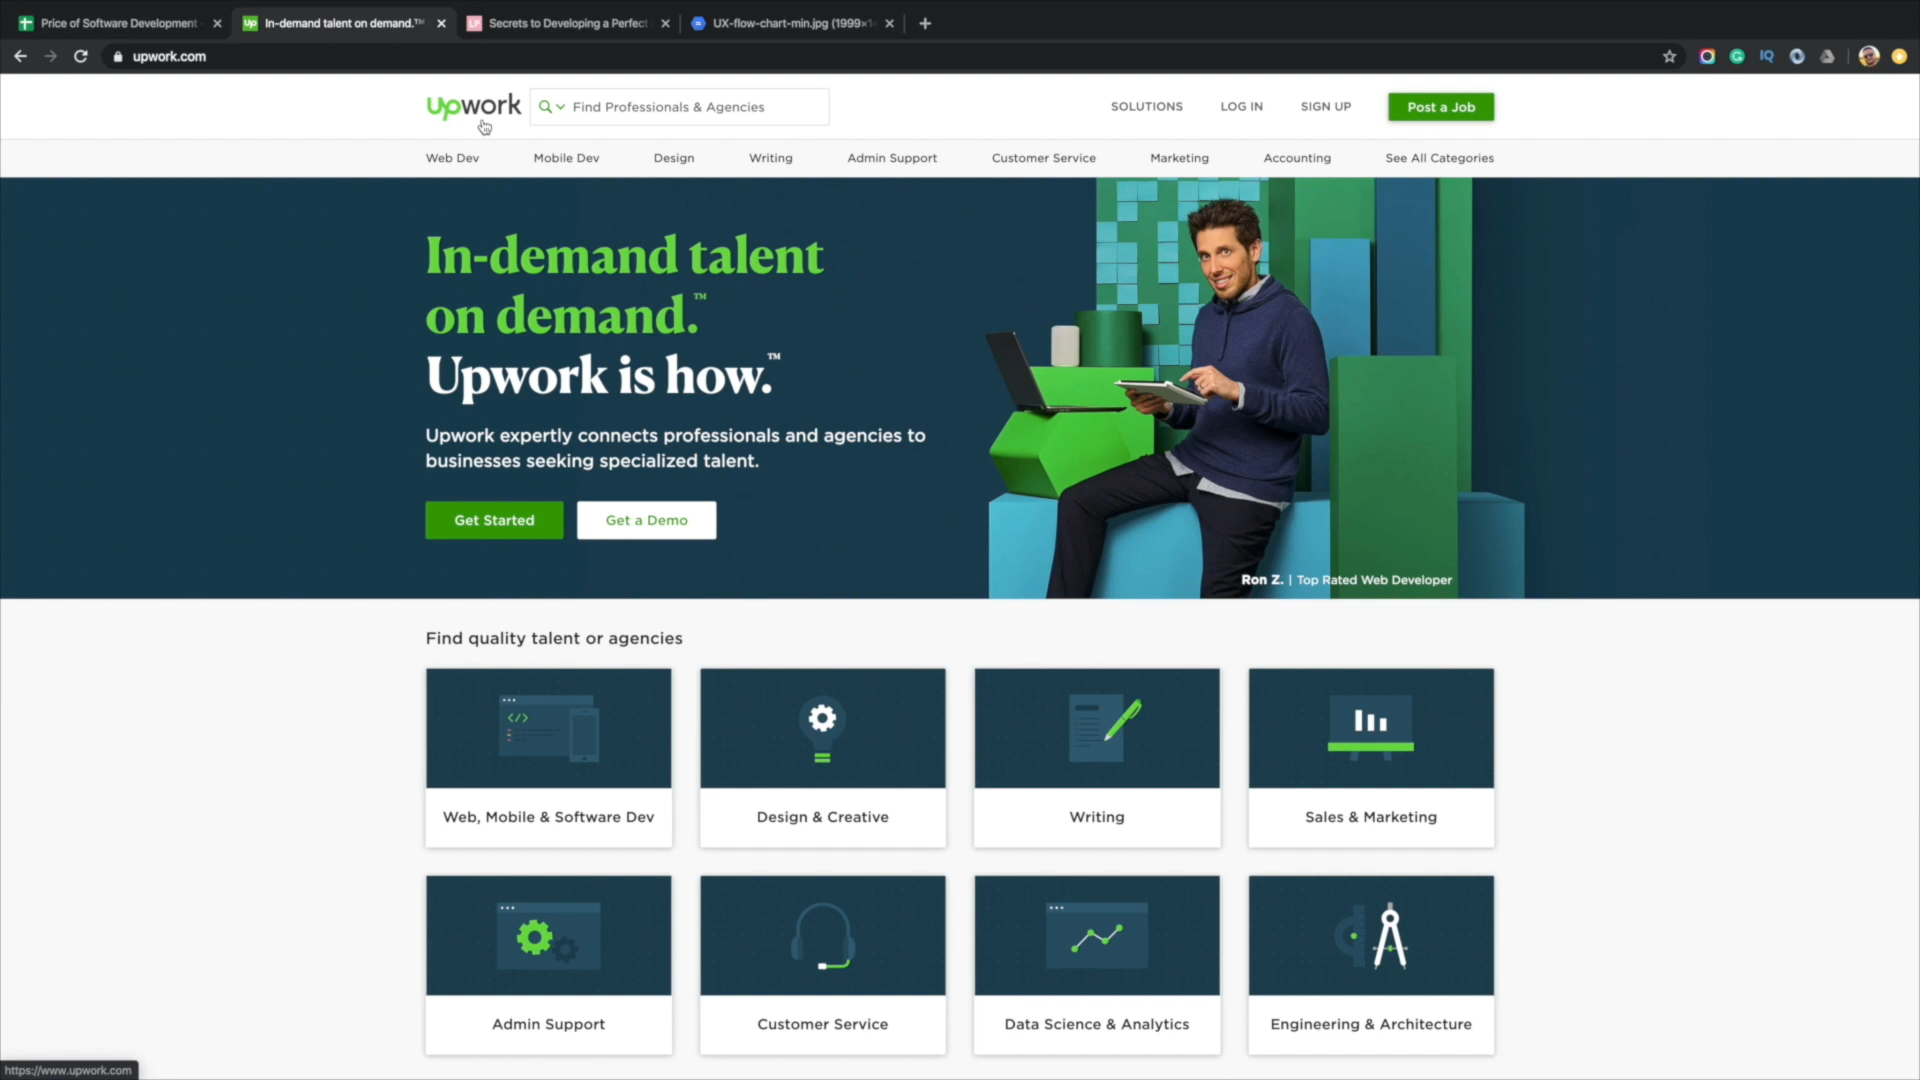 Price of Software Development
In-demand talent on demand.™
Secrets to Developing a Perfect
UX-flow-chart-min.jpg (1999×1
upwork.com
upwork
Find Professionals & Agencies
SOLUTIONS
LOG IN
SIGN UP
Post a Job
Web Dev
Mobile Dev
Design
Writing
Admin Support
Customer Service
Marketing
Accounting
See All Categories
In-demand talent
on demand.™
Upwork is how.™
Upwork expertly connects professionals and agencies to
businesses seeking specialized talent.
Get Started
Get a Demo
Ron Z. | Top Rated Web Developer
Find quality talent or agencies
Web, Mobile & Software Dev
Design & Creative
Writing
Sales & Marketing
Admin Support
Customer Service
Data Science & Analytics
Engineering & Architecture
https://www.upwork.com